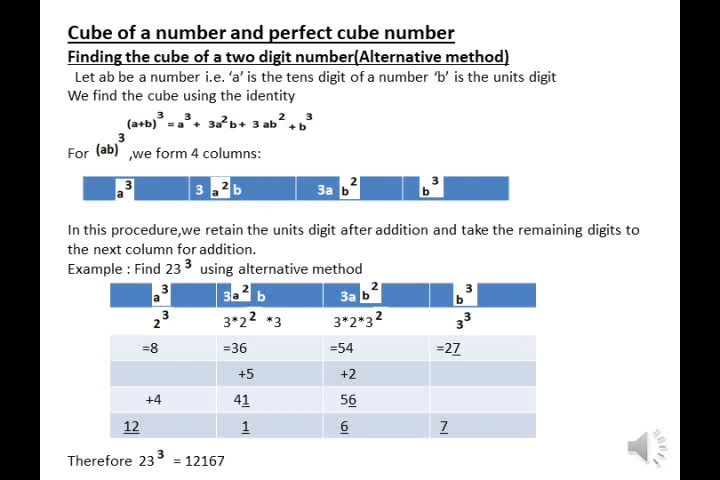 Cube of a number and perfect cube number
Finding the cube of a two digit number(Alternative method)
Let ab be a number i.e. 'a' is the tens digit of a number 'b' is the units digit
We find the cube using the identity
(a+b)³ = a³ + 3a²b+ 3 ab² + b³
For (ab)³ ,we form 4 columns:
a³ 3 a² b 3a b² b³
In this procedure,we retain the units digit after addition and take the remaining digits to
the next column for addition.
Example : Find 23³ using alternative method
a³ 3a² b 3a b² b³
2³ 3*2² *3 3*2*3² 3³
=8 =36 =54 =27
+5 +2
+4 41 56
12 1 6 7
Therefore 23³ = 12167